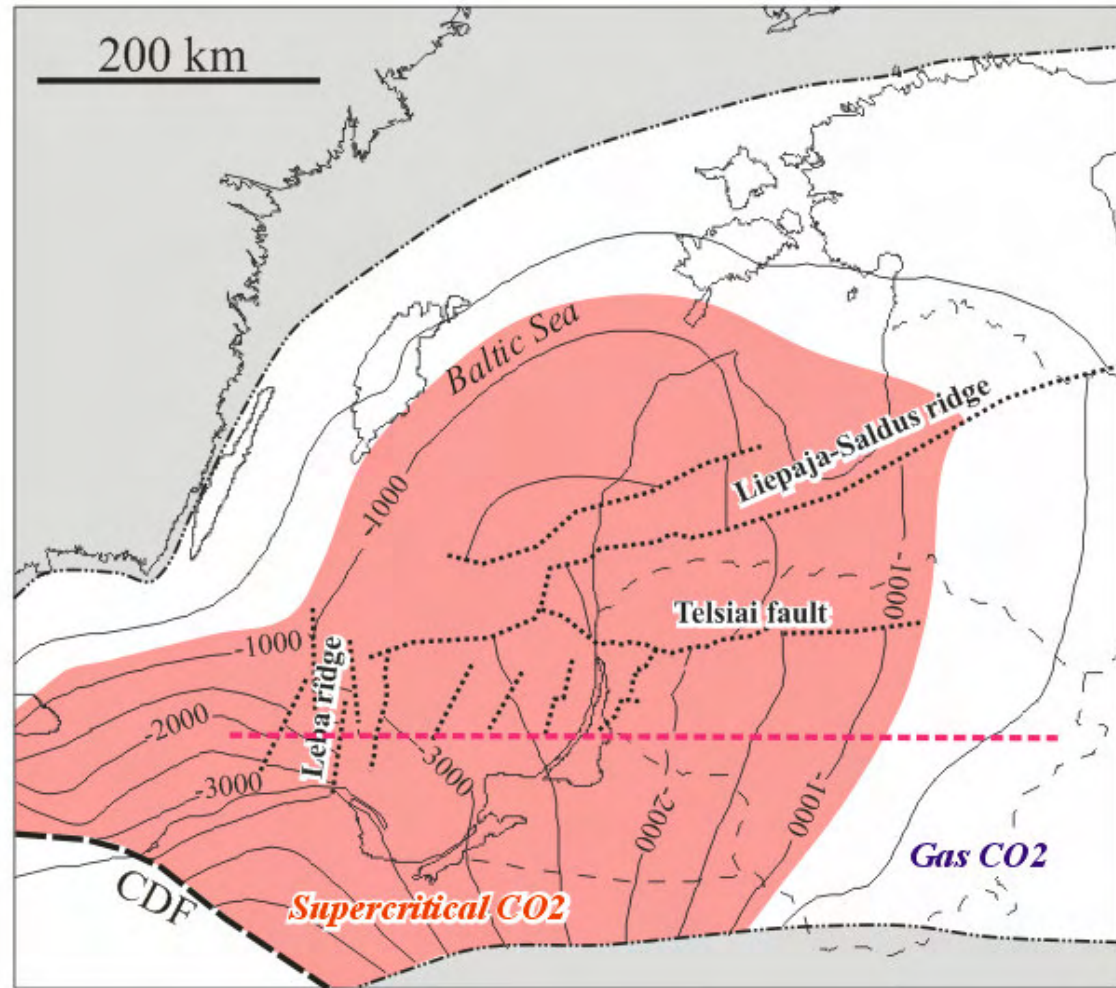 200 km
Baltic Sea
-1000
Liepaja-Saldus ridge
-1000
Telsiai fault
-1000
Leba ridge
-2000
-3000
-3000
-2000
-1000
CDF
Supercritical CO2
Gas CO2